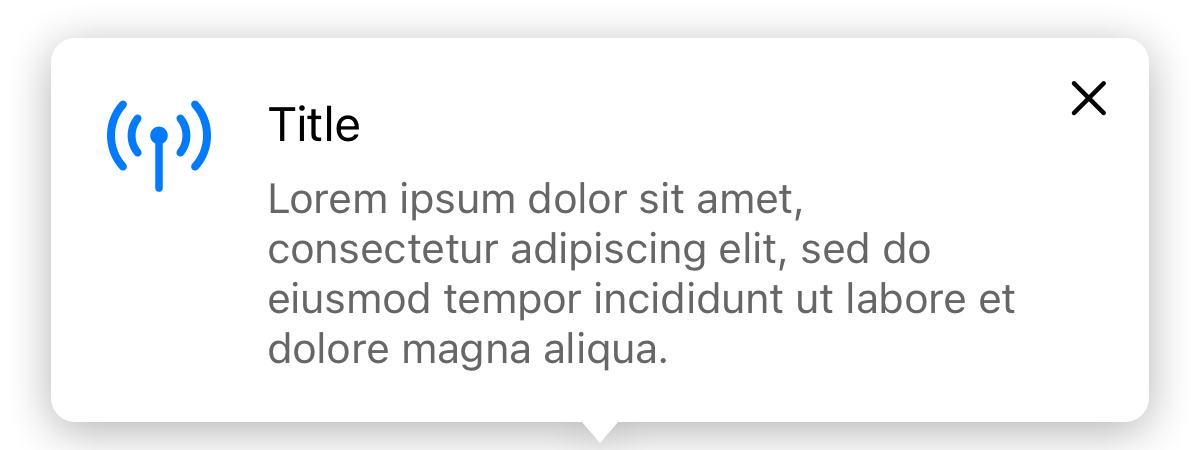 Title
Lorem ipsum dolor sit amet,
consectetur adipiscing elit, sed do
eiusmod tempor incididunt ut labore et
dolore magna aliqua.